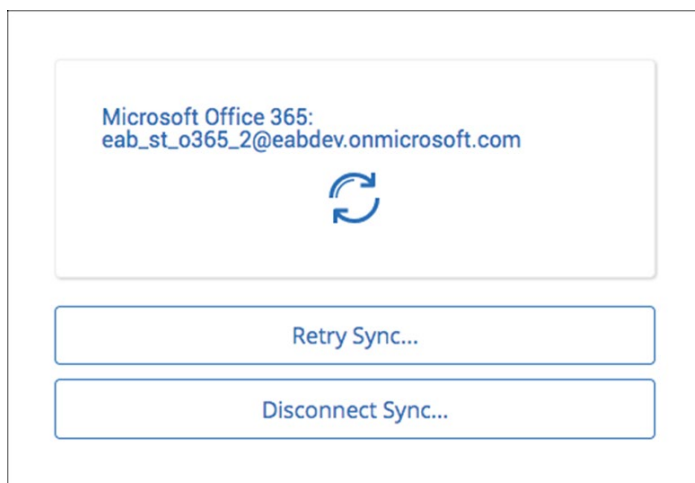 Microsoft Office 365:
eab_st_o365_2@eabdev.onmicrosoft.com
Retry Sync...
Disconnect Sync...